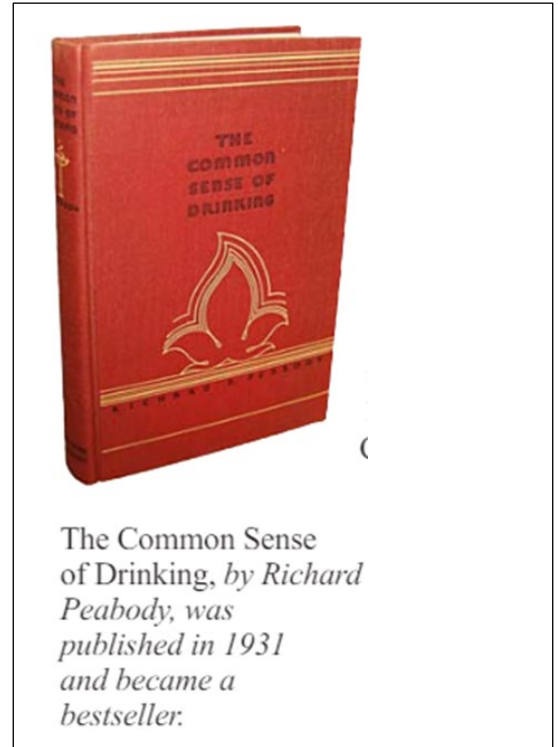 THE
COMMON
SENSE OF
DRINKING
RICHARD R. PEABODY
The Common Sense
of Drinking, by Richard
Peabody, was
published in 1931
and became a
bestseller.